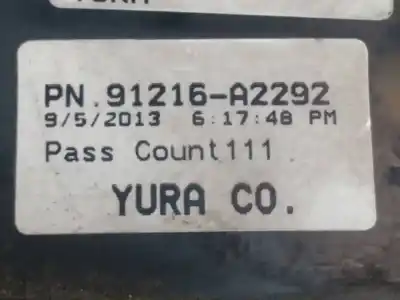 PN.91216-A2292
9/5/2013 6:17:48 PM
Pass Count111
YURA CO.